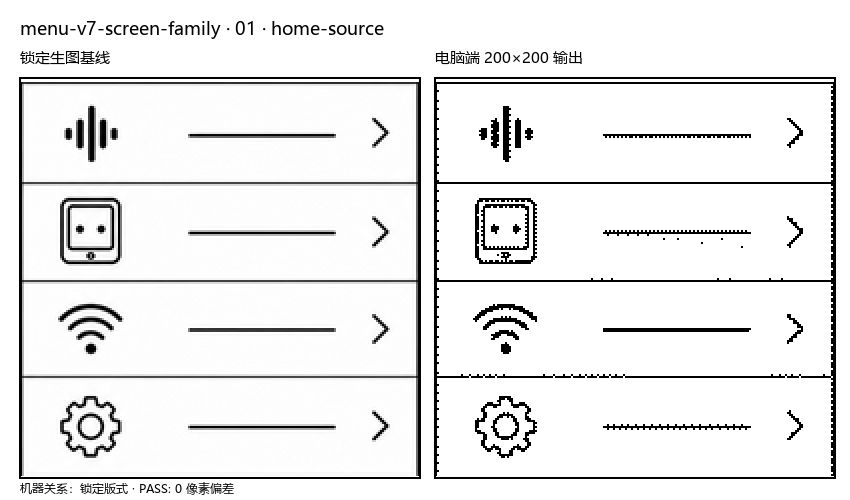 menu-v7-screen-family · 01 · home-source
锁定生图基线
电脑端 200×200 输出
机器关系：锁定版式 · PASS: 0 像素偏差